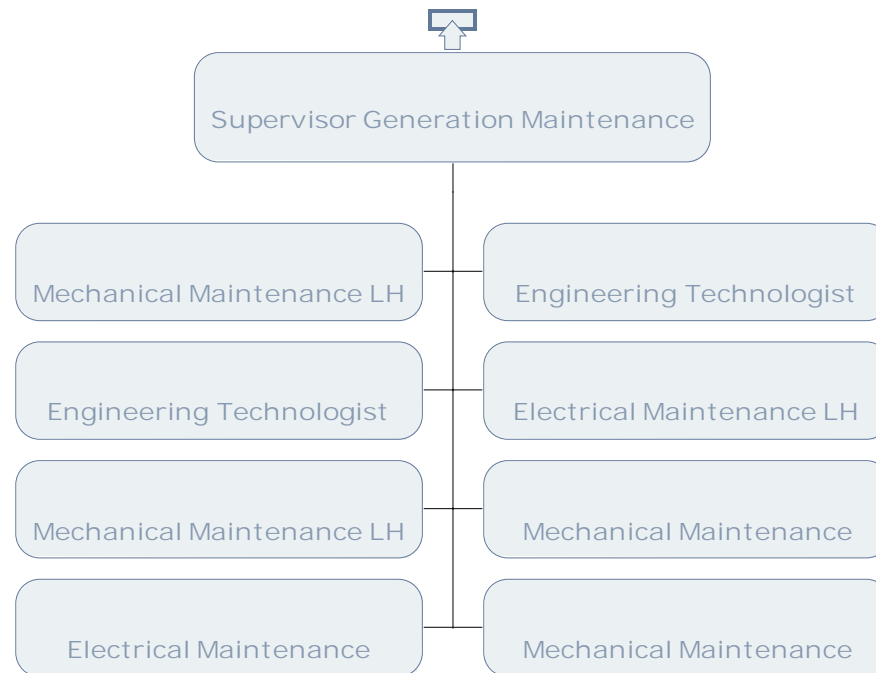 Supervisor Generation Maintenance
Mechanical Maintenance LH
Engineering Technologist
Engineering Technologist
Electrical Maintenance LH
Mechanical Maintenance LH
Mechanical Maintenance
Electrical Maintenance
Mechanical Maintenance